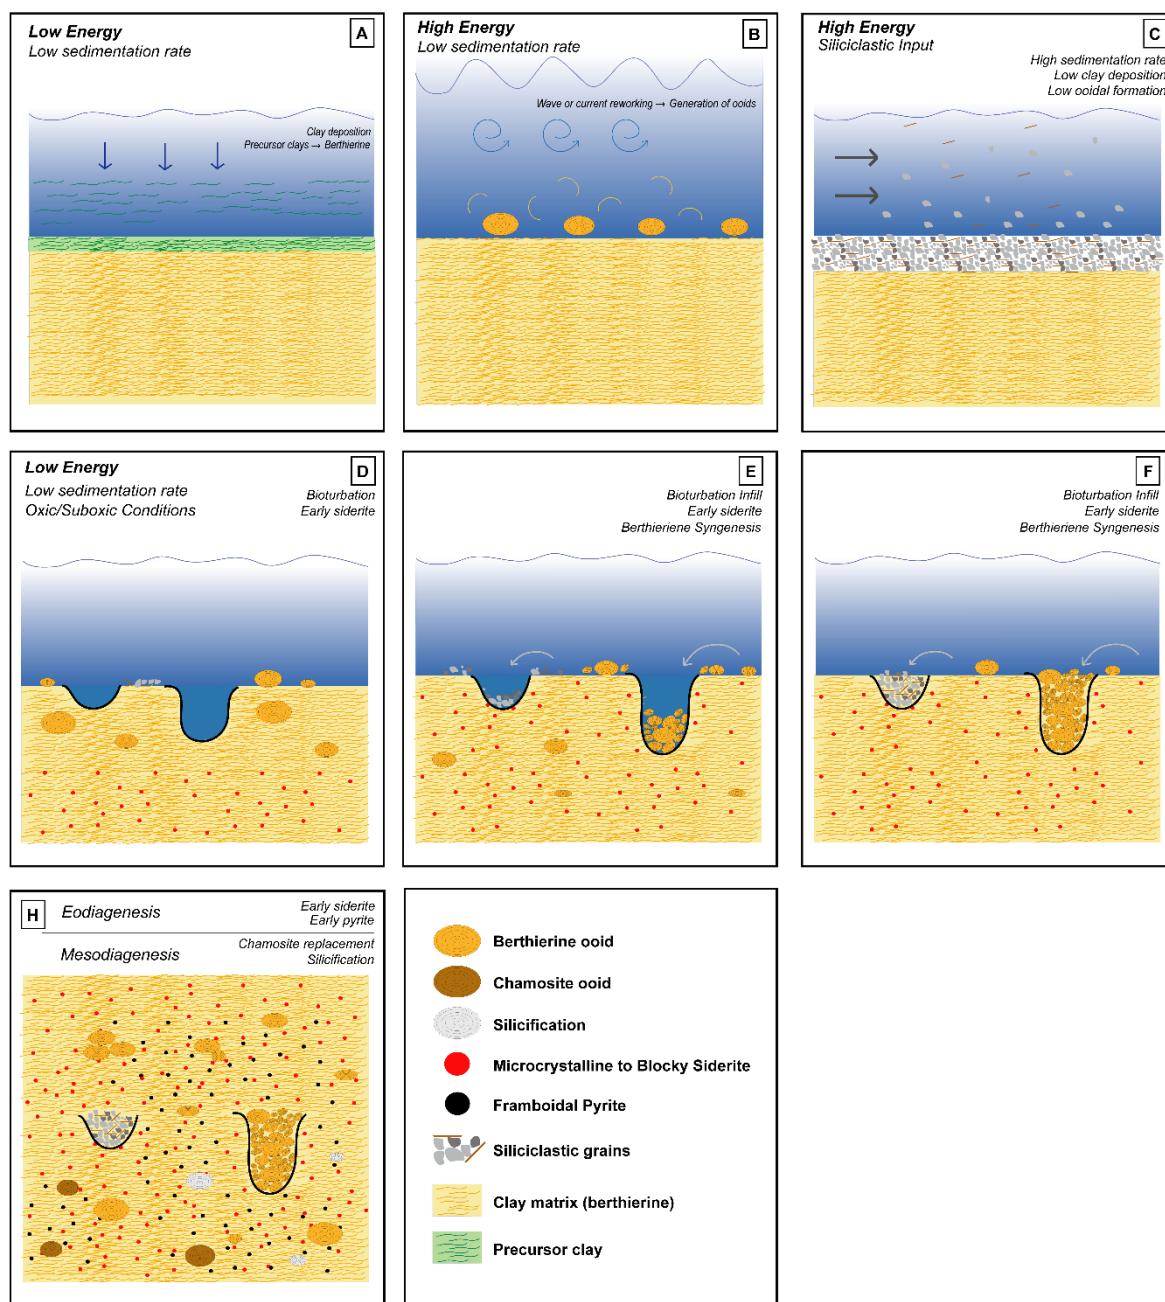 Low Energy
Low sedimentation rate
A
Clay deposition
Precursor clays → Berthierine
High Energy
Low sedimentation rate
B
Wave or current reworking → Generation of ooids
High Energy
Siliciclastic Input
C
High sedimentation rate
Low clay deposition
Low ooidal formation
Low Energy
Low sedimentation rate
Oxic/Suboxic Conditions
D
Bioturbation
Early siderite
E
Bioturbation Infill
Early siderite
Berthieriene Syngenesis
F
Bioturbation Infill
Early siderite
Berthieriene Syngenesis
H
Eodiagenesis
Early siderite
Early pyrite
Mesodiagenesis
Chamosite replacement
Silicification
Berthierine ooid
Chamosite ooid
Silicification
Microcrystalline to Blocky Siderite
Framboidal Pyrite
Siliciclastic grains
Clay matrix (berthierine)
Precursor clay